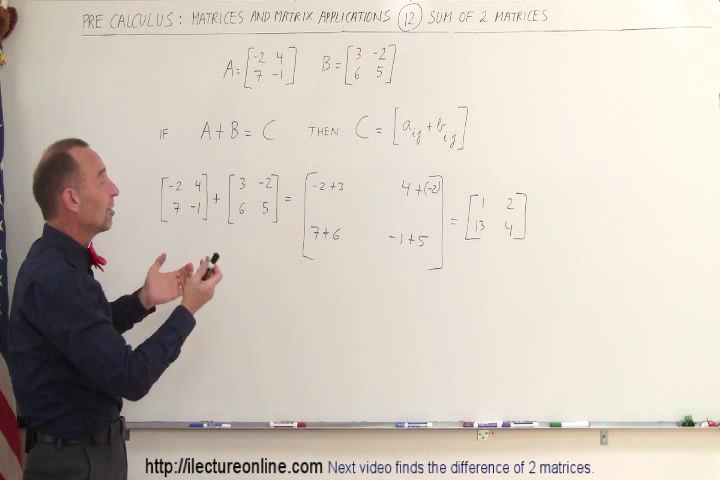 PRE CALCULUS: MATRICES AND MATRIX APPLICATIONS (12) SUM OF 2 MATRICES
A = [-2 4
7 -1] B = [3 -2
6 5]
IF A + B = C THEN C = [a_ij + b_ij]
[-2 4
7 -1] + [3 -2
6 5] = [-2+3 4+(-2)
7+6 -1+5] = [1 2
13 4]
http://ilectureonline.com Next video finds the difference of 2 matrices.